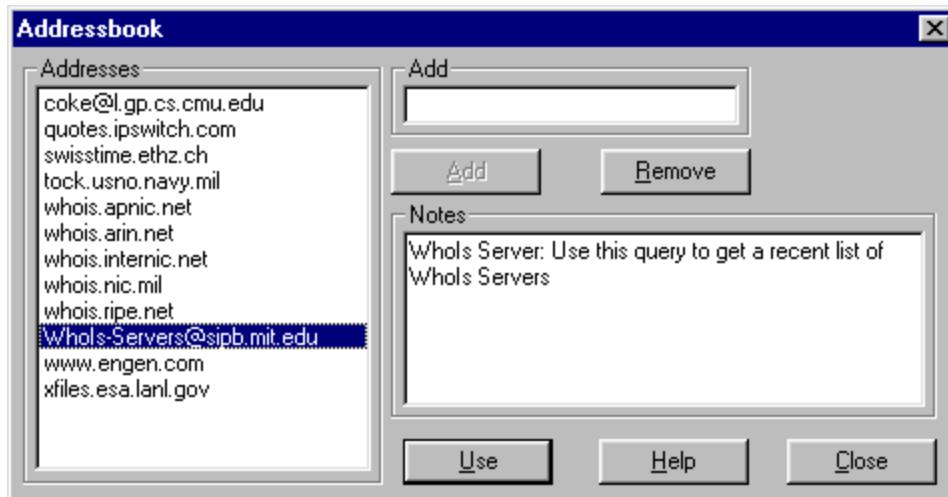 Addressbook
Addresses
coke@l.gp.cs.cmu.edu
quotes.ipswitch.com
swisstime.ethz.ch
tock.usno.navy.mil
whois.apnic.net
whois.arin.net
whois.internic.net
whois.nic.mil
whois.ripe.net
WhoIs-Servers@sipb.mit.edu
www.engen.com
xfiles.esa.lanl.gov
Add
Add
Remove
Notes
WhoIs Server: Use this query to get a recent list of
WhoIs Servers
Use
Help
Close